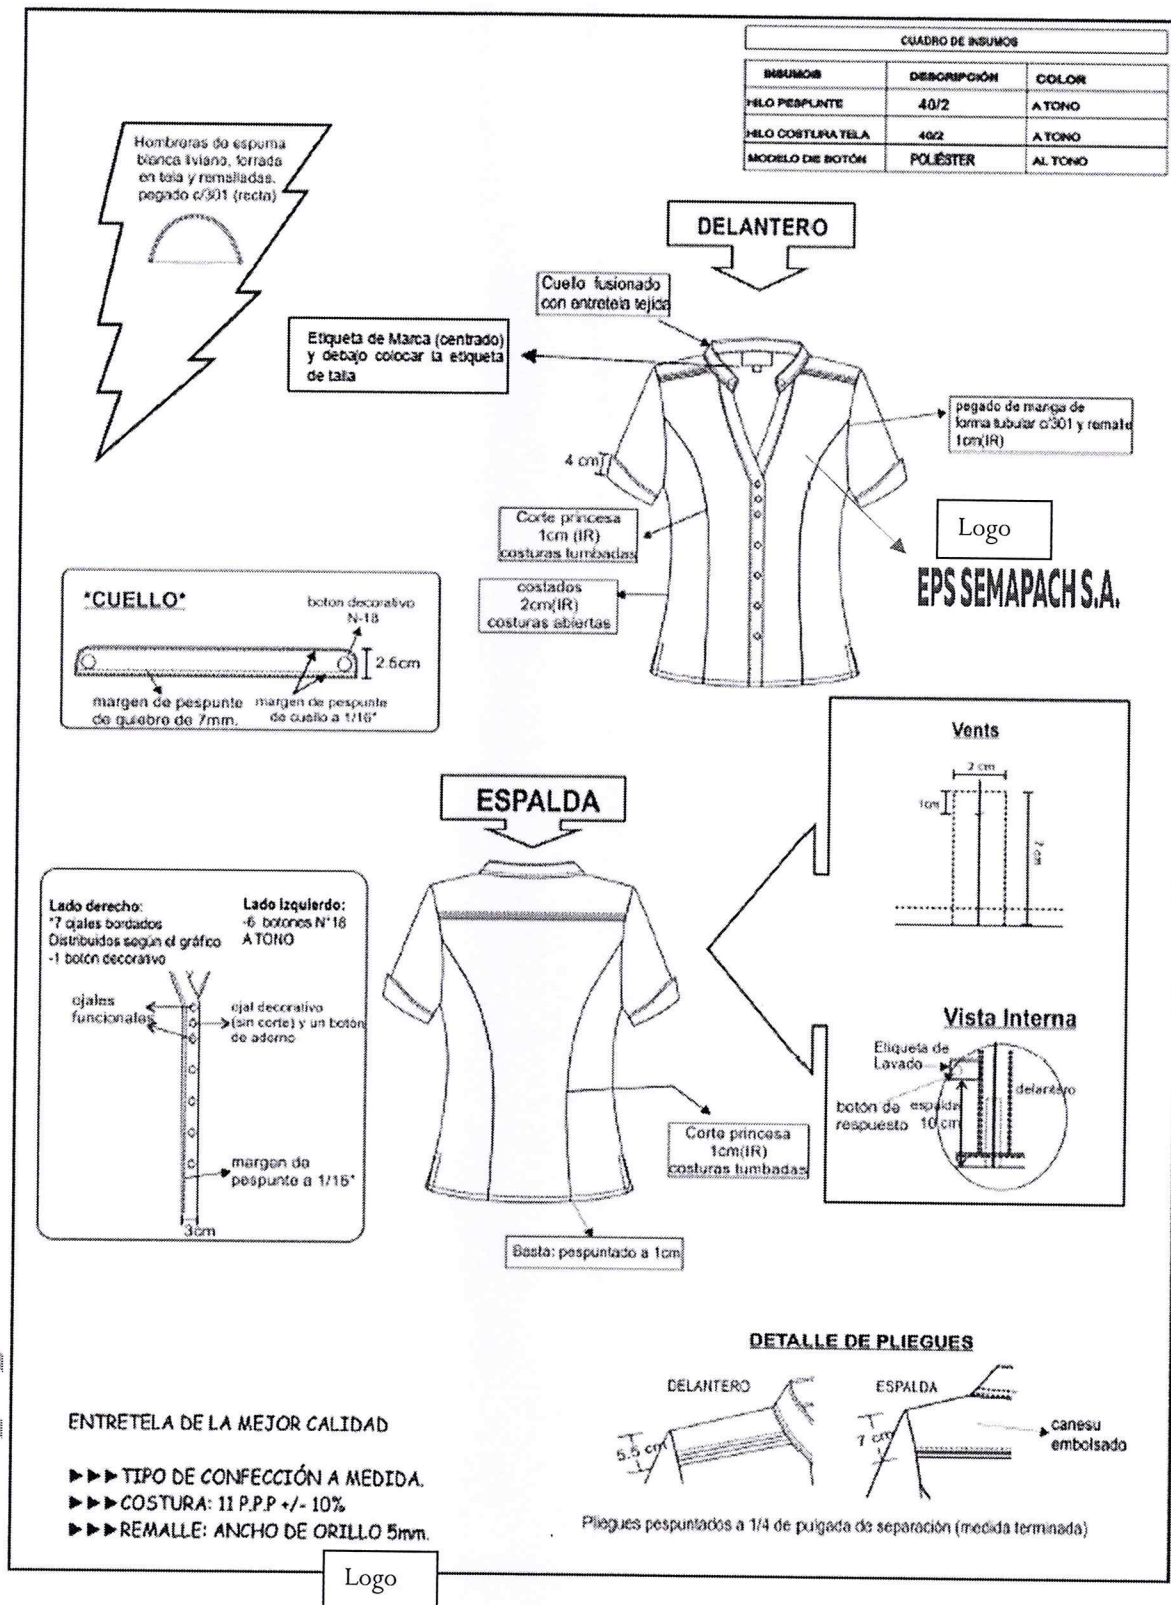 CUADRO DE INSUMOS
INSUMOS DESCRIPCIÓN COLOR
HILO PESPUNTE 40/2 A TONO
HILO COSTURA TELA 40/2 A TONO
MODELO DE BOTÓN POLIÉSTER AL TONO
Hombreras de espuma
blanca liviano, forrada
en tela y remalladas.
pegado c/301 (recta)
DELANTERO
Cuello fusionado
con entretela tejida
Etiqueta de Marca (centrado)
y debajo colocar la etiqueta
de talla
pegado de manga de
forma tubular c/301 y remate
1cm(IR)
4 cm
Corte princesa
1cm (IR)
costuras tumbadas
Logo
EPS SEMAPACH S.A.
costados
2cm(IR)
costuras abiertas
*CUELLO*
boton decorativo
N-18
2.5cm
margen de pespunte
de quiebre de 7mm.
margen de pespunte
de cuello a 1/16"
Vents
2 cm
1cm
7 cm
ESPALDA
Lado derecho:
*7 ojales bordados
Distribuidos según el gráfico
-1 botón decorativo
Lado Izquierdo:
-6 botones N°18
A TONO
ojales
funcionales
ojal decorativo
(sin corte) y un botón
de adorno
margen de
pespunte a 1/16"
3cm
Vista Interna
Etiqueta de
Lavado
delantero
botón de
respuesto
espalda
10 cm
Corte princesa
1cm(IR)
costuras tumbadas
Basta: pespuntado a 1cm
DETALLE DE PLIEGUES
DELANTERO
ESPALDA
5.5 cm
7 cm
canesu
embolsado
Pliegues pespuntados a 1/4 de pulgada de separación (medida terminada)
ENTRETELA DE LA MEJOR CALIDAD
►►►TIPO DE CONFECCIÓN A MEDIDA.
►►►COSTURA: 11 P.P.P +/- 10%
►►►REMALLE: ANCHO DE ORILLO 5mm.
Logo